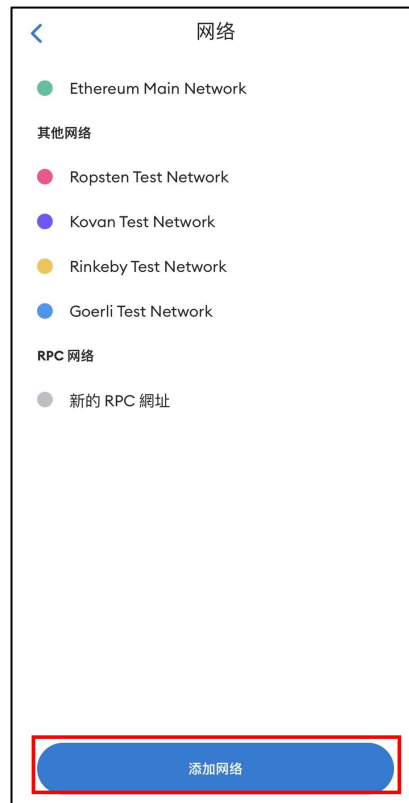 网络
Ethereum Main Network
其他网络
Ropsten Test Network
Kovan Test Network
Rinkeby Test Network
Goerli Test Network
RPC 网络
新的 RPC 網址
添加网络